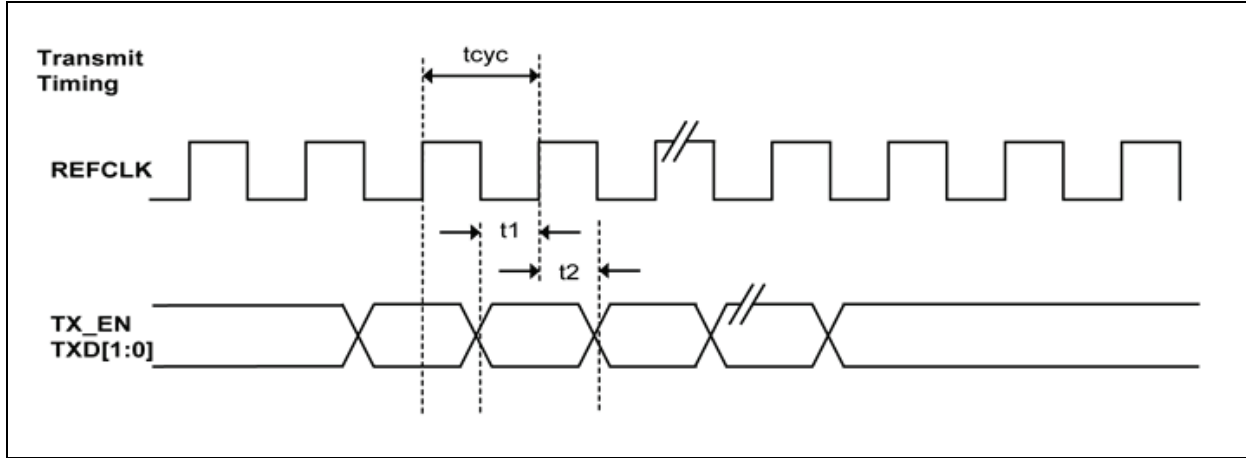 Transmit
Timing
tcyc
REFCLK
t1
t2
TX_EN
TXD[1:0]